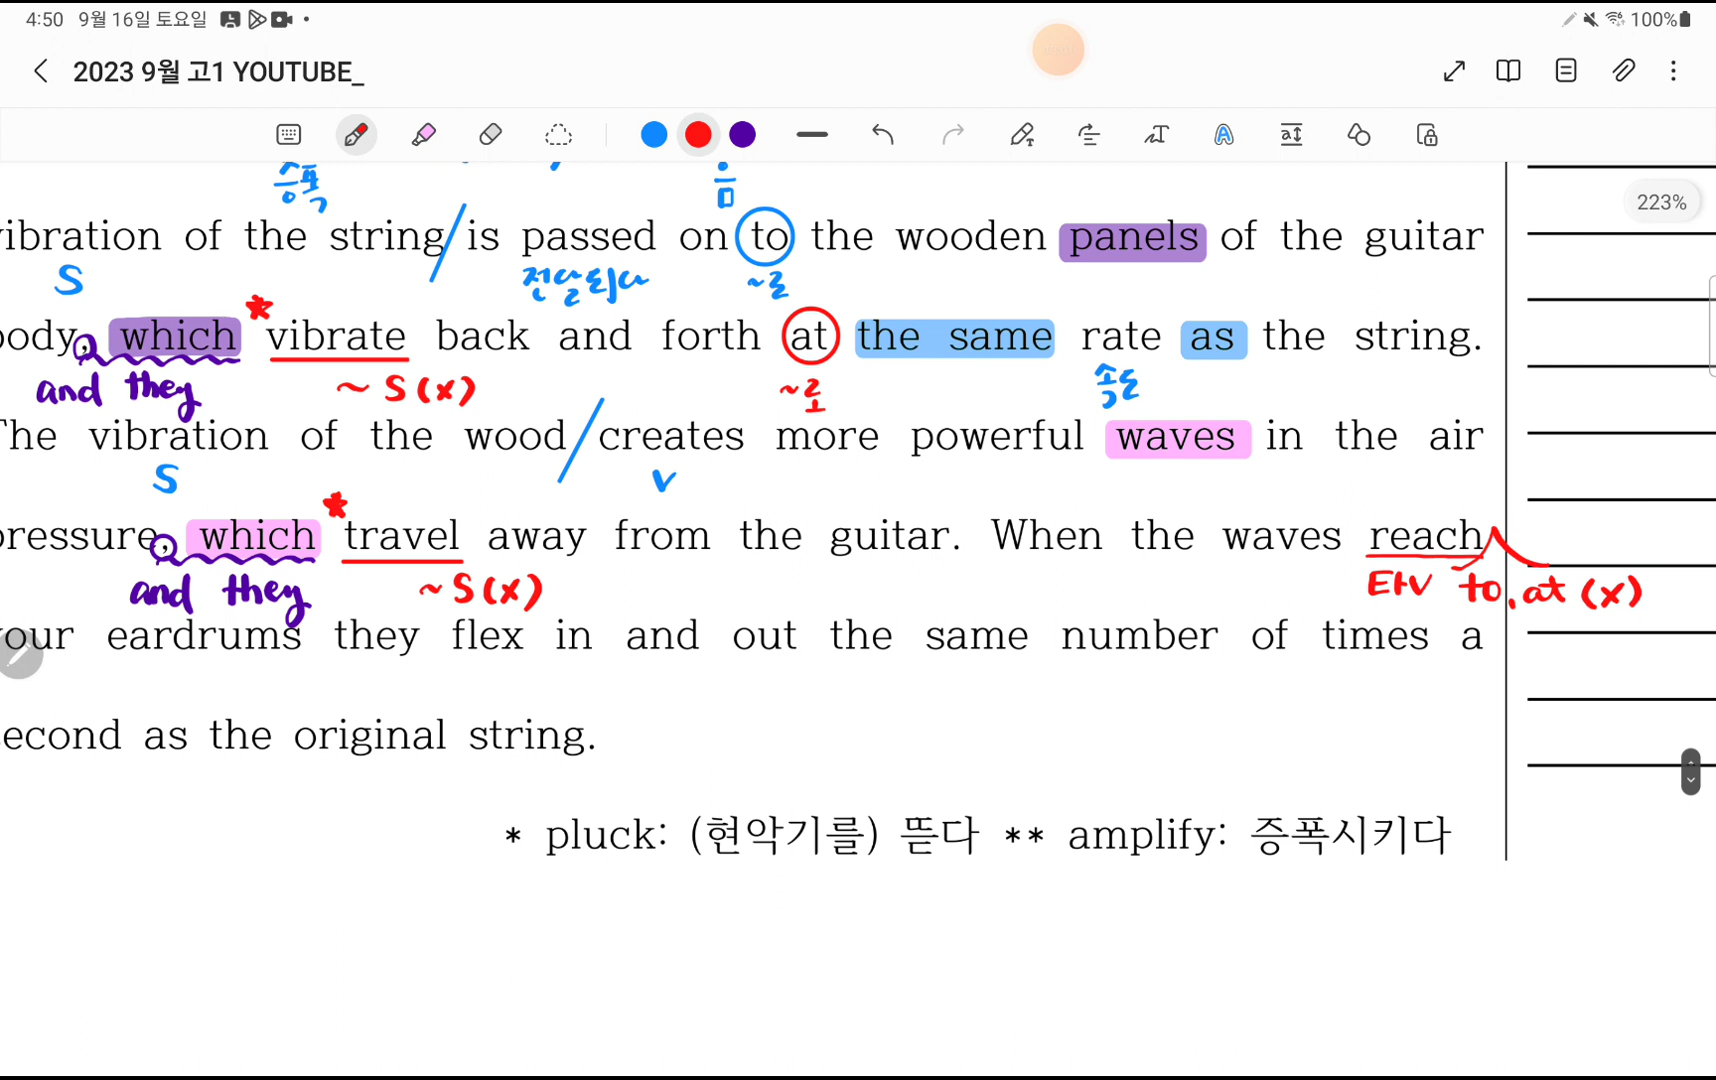 4:50 9월 16일 토요일 100%
2023 9월 고1 YOUTUBE_
223%
증폭
음
vibration of the string / is passed on to the wooden panels of the guitar
S 전달되다 ~로
body, which *vibrate back and forth at the same rate as the string.
and they ~S(x) ~로 속도
The vibration of the wood / creates more powerful waves in the air
S V
pressure, which *travel away from the guitar. When the waves reach
and they ~S(x) 타V to, at (x)
your eardrums they flex in and out the same number of times a
second as the original string.
* pluck: (현악기를) 뜯다 ** amplify: 증폭시키다